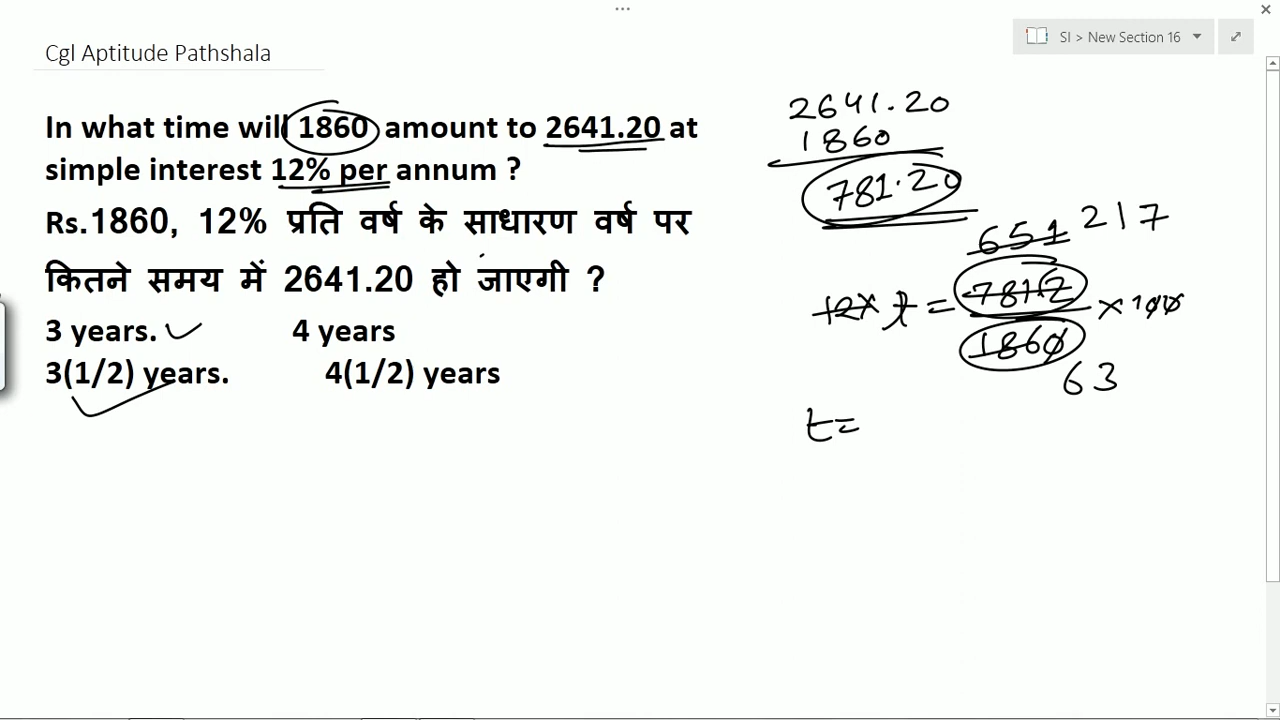 Cgl Aptitude Pathshala
SI > New Section 16
In what time will 1860 amount to 2641.20 at
simple interest 12% per annum ?
Rs.1860, 12% प्रति वर्ष के साधारण वर्ष पर
कितने समय में 2641.20 हो जाएगी ?
3 years. 4 years
3(1/2) years. 4(1/2) years
2641.20
1860
781.20
651 217
12 × t = 781.2 × 100
1860
63
t =